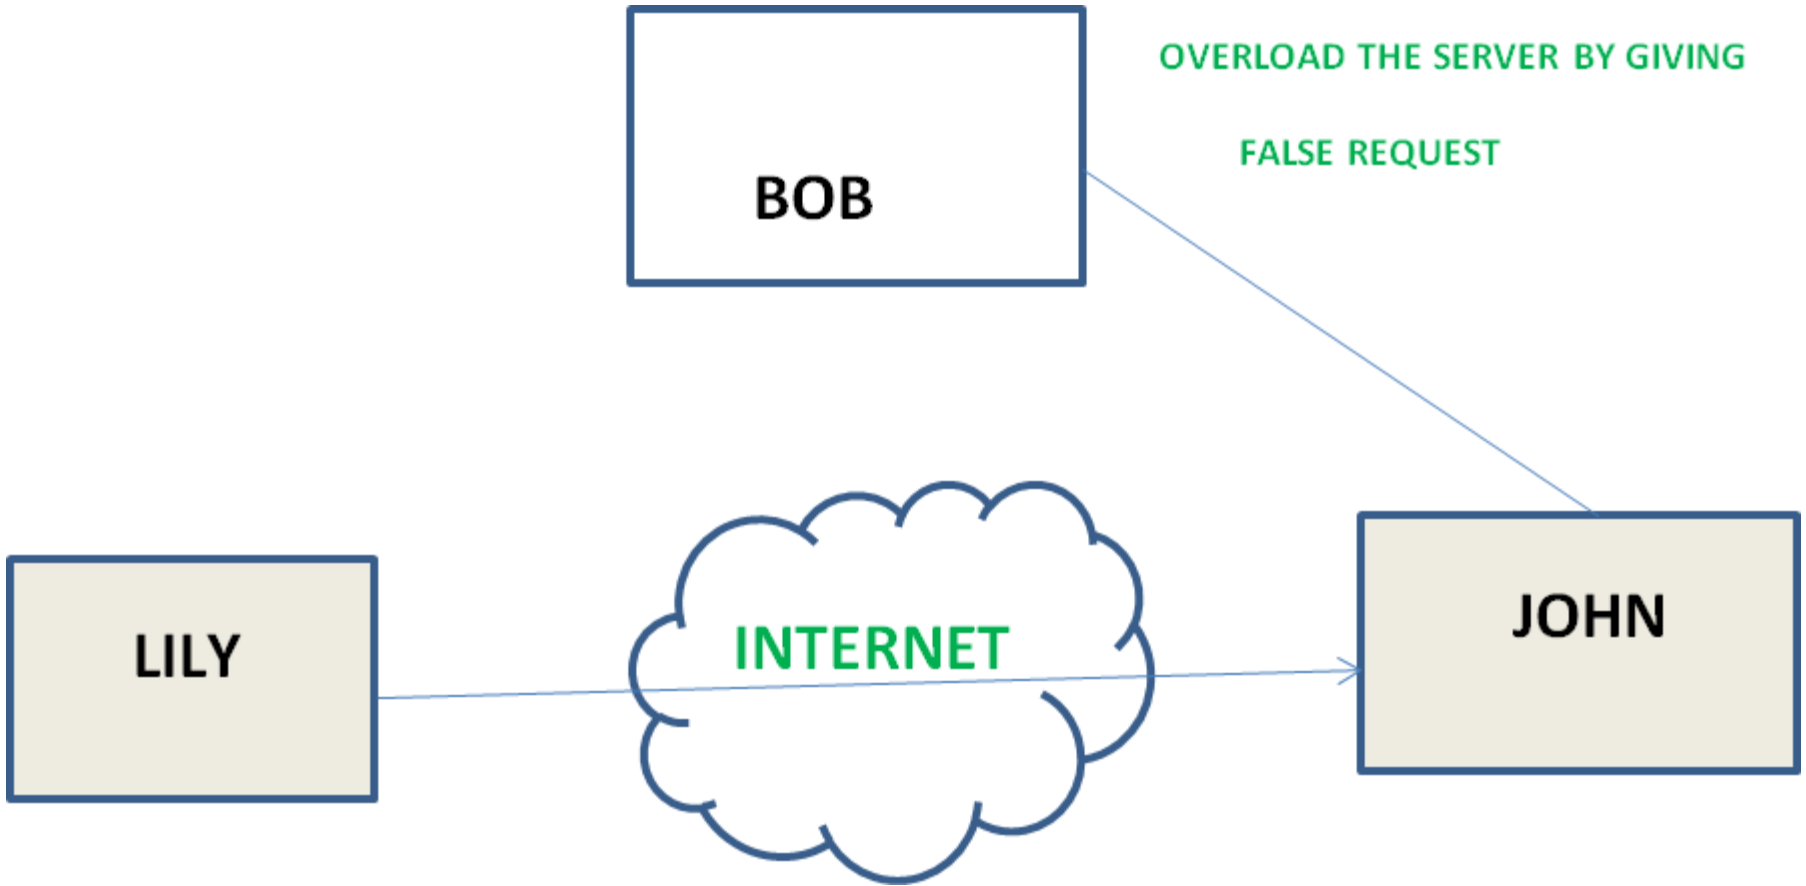 OVERLOAD THE SERVER BY GIVING
FALSE REQUEST
BOB
INTERNET
LILY
JOHN